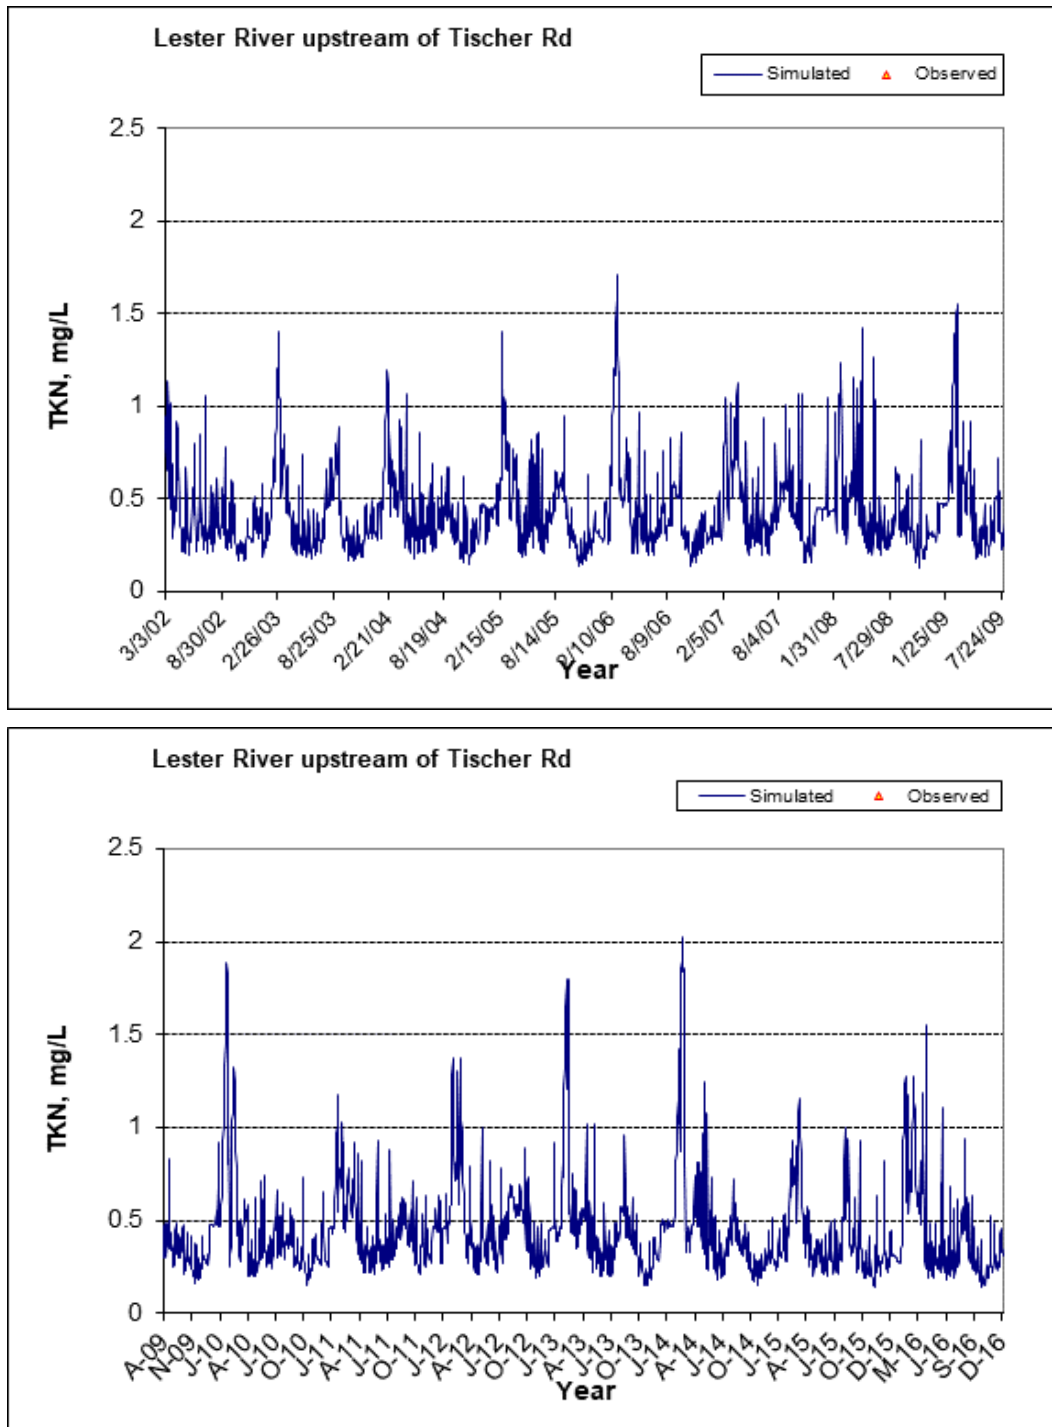 Lester River upstream of Tischer Rd
Simulated Observed
2.5
2
1.5
1
0.5
0
TKN, mg/L
3/3/02 8/30/02 2/26/03 8/25/03 2/21/04 8/19/04 2/15/05 8/14/05 2/10/06 8/9/06 2/5/07 8/4/07 1/31/08 7/29/08 1/25/09 7/24/09
Year
Lester River upstream of Tischer Rd
Simulated Observed
2.5
2
1.5
1
0.5
0
TKN, mg/L
A-09 N-09 J-10 A-10 J-10 O-10 J-11 A-11 J-11 O-11 J-12 A-12 J-12 O-12 J-13 A-13 J-13 O-13 J-14 A-14 J-14 O-14 J-15 A-15 J-15 O-15 D-15 M-16 J-16 S-16 D-16
Year